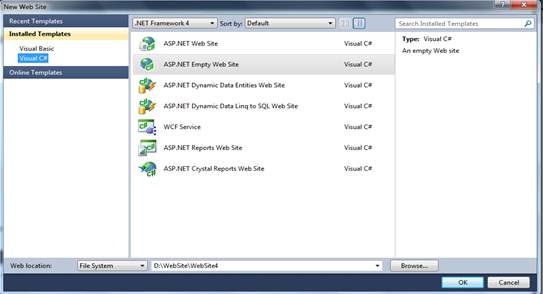 New Web Site
Recent Templates
.NET Framework 4 Sort by: Default
Search Installed Templates
Installed Templates
Visual Basic
Visual C#
Online Templates
ASP.NET Web Site Visual C#
ASP.NET Empty Web Site Visual C#
ASP.NET Dynamic Data Entities Web Site Visual C#
ASP.NET Dynamic Data Linq to SQL Web Site Visual C#
WCF Service Visual C#
ASP.NET Reports Web Site Visual C#
ASP.NET Crystal Reports Web Site Visual C#
Type: Visual C#
An empty Web site
Web location: File System D:\WebSite\WebSite4 Browse...
OK Cancel